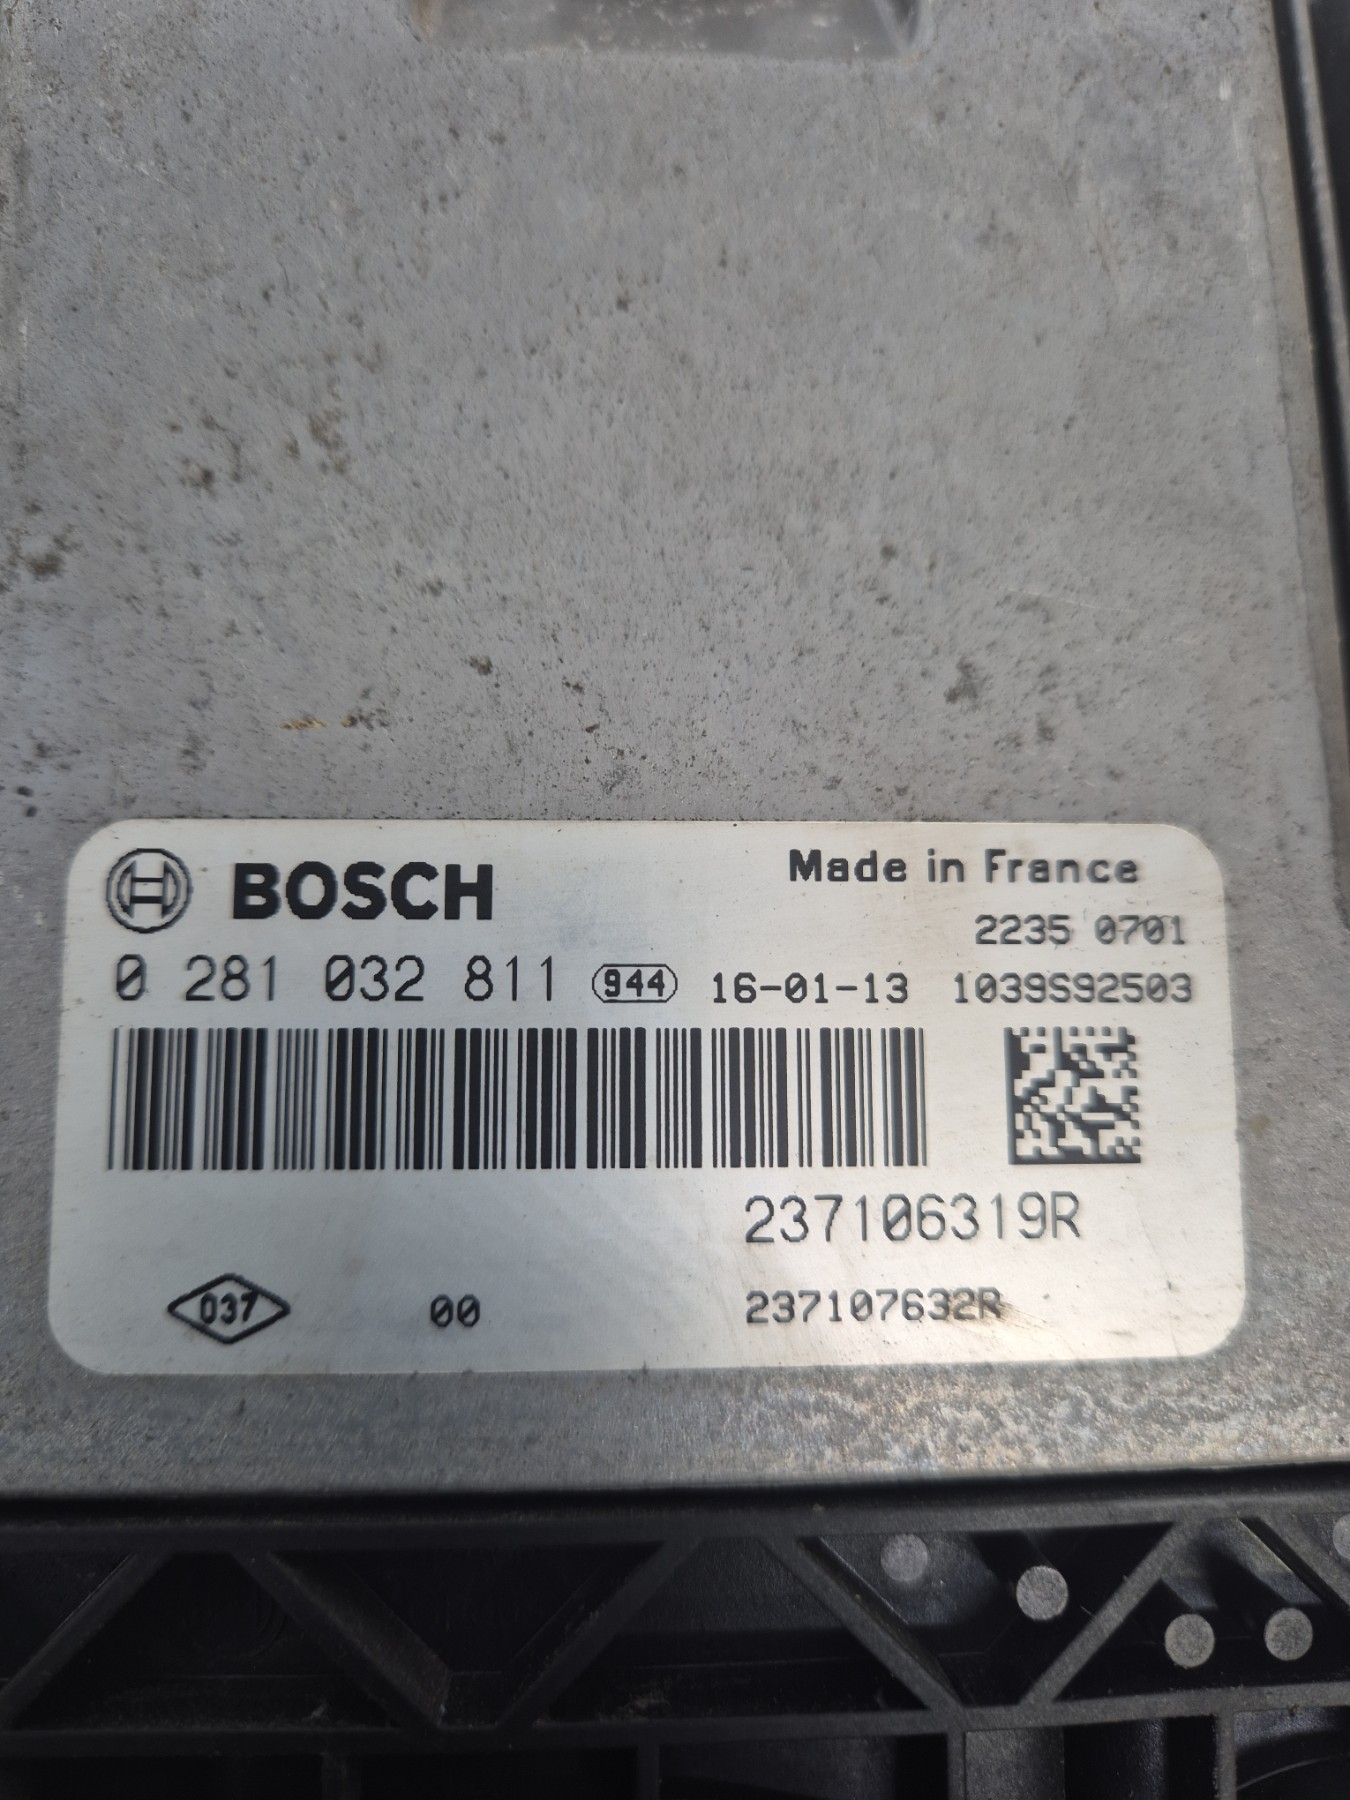 BOSCH
Made in France
2235 0701
0 281 032 811 944 16-01-13 1039S92503
237106319R
037 00 237107632R